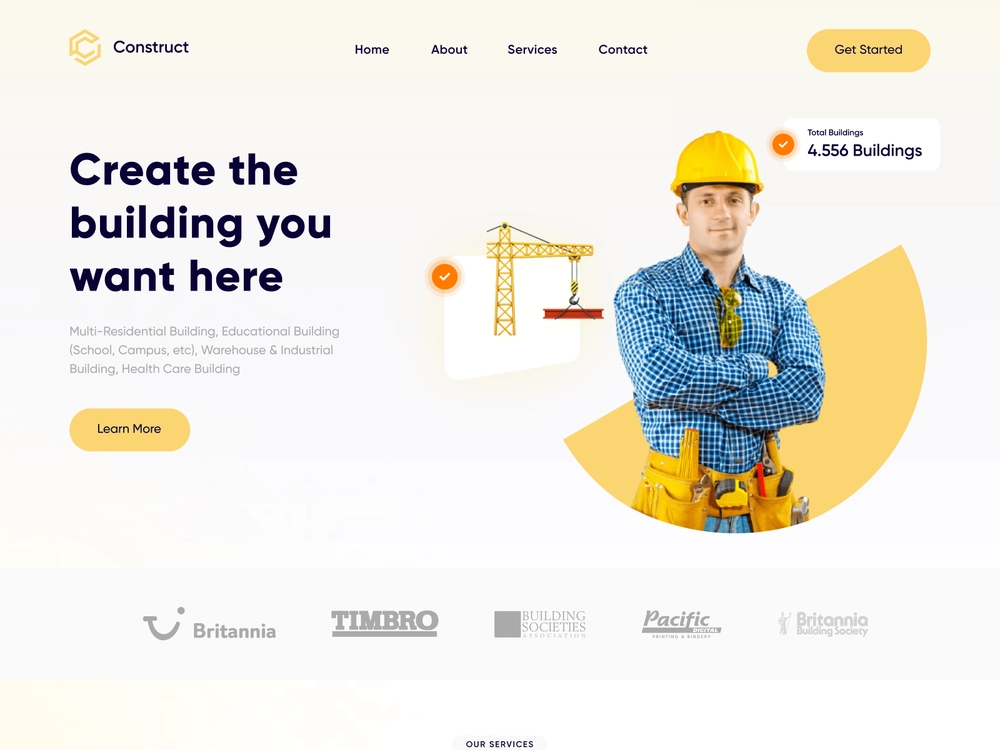 Construct
Home
About
Services
Contact
Get Started
Create the
building you
want here
Multi-Residential Building, Educational Building
(School, Campus, etc), Warehouse & Industrial
Building, Health Care Building
Learn More
Total Buildings
4.556 Buildings
Britannia
TIMBRO
BUILDING
SOCIETIES
ASSOCIATION
Pacific
DIGITAL
PRINTING & BINDERY
Britannia
Building Society
OUR SERVICES